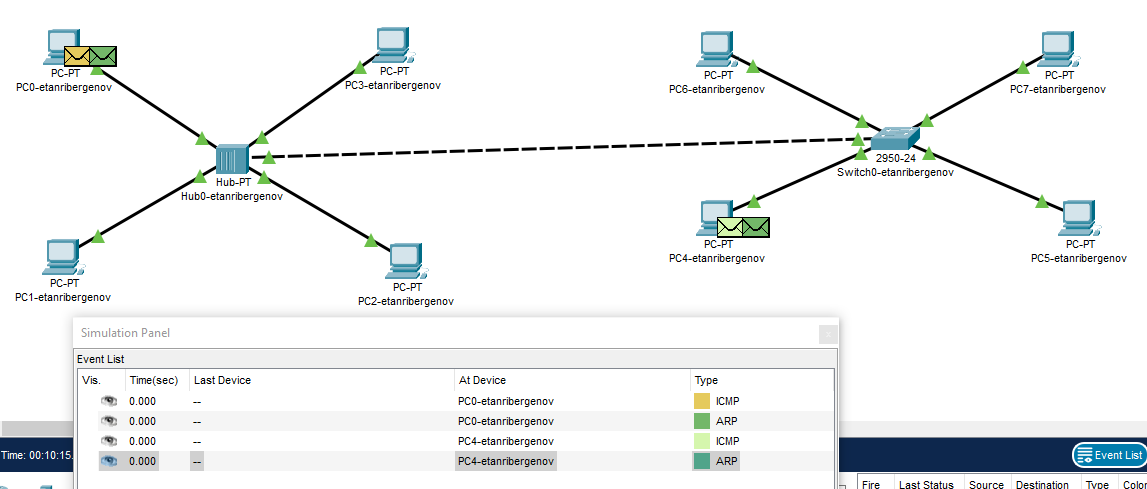 PC-PT
PC0-etanribergenov
PC-PT
PC3-etanribergenov
PC-PT
PC6-etanribergenov
PC-PT
PC7-etanribergenov
Hub-PT
Hub0-etanribergenov
2950-24
Switch0-etanribergenov
PC-PT
PC1-etanribergenov
PC-PT
PC2-etanribergenov
PC-PT
PC4-etanribergenov
PC-PT
PC5-etanribergenov
Simulation Panel
Event List
Vis. Time(sec) Last Device At Device Type
0.000 -- PC0-etanribergenov ICMP
0.000 -- PC0-etanribergenov ARP
0.000 -- PC4-etanribergenov ICMP
0.000 -- PC4-etanribergenov ARP
Time: 00:10:15.
Event List
Fire Last Status Source Destination Type Color